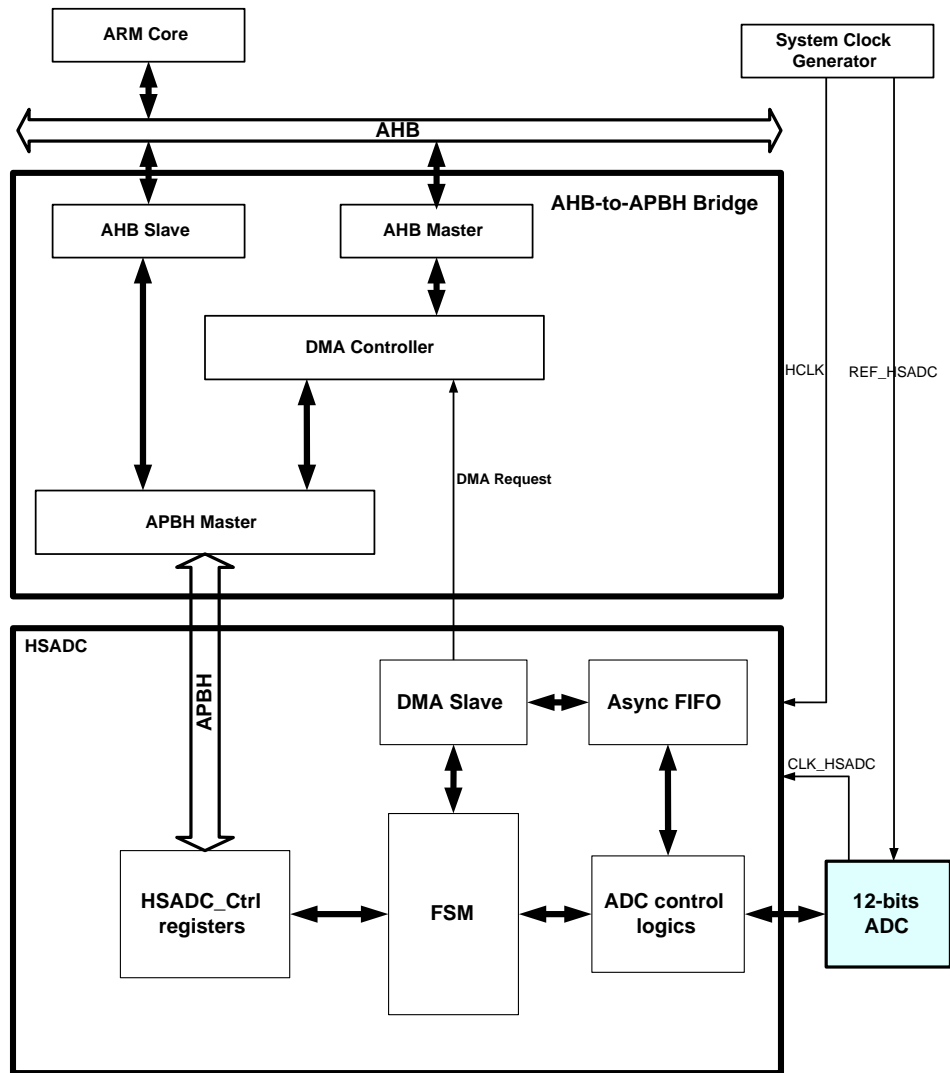 ARM Core
System Clock
Generator
AHB
AHB-to-APBH Bridge
AHB Slave
AHB Master
DMA Controller
HCLK
REF_HSADC
DMA Request
APBH Master
HSADC
APBH
DMA Slave
Async FIFO
CLK_HSADC
HSADC_Ctrl
registers
FSM
ADC control
logics
12-bits
ADC